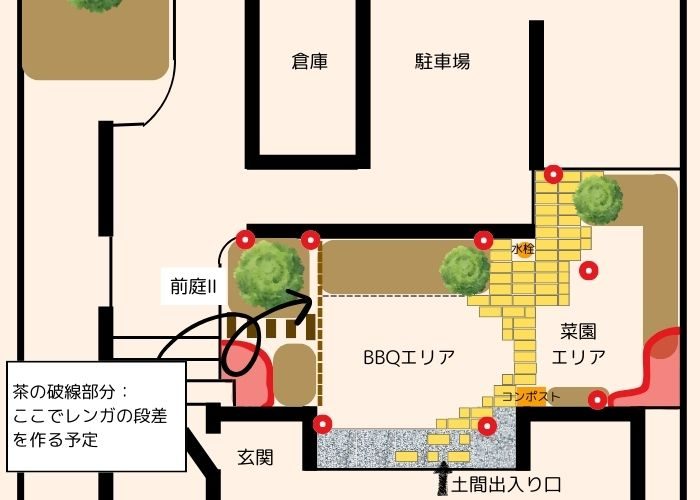 倉庫
駐車場
水栓
前庭II
菜園
エリア
BBQエリア
茶の破線部分：
ここでレンガの段差
を作る予定
コンポスト
玄関
土間出入り口